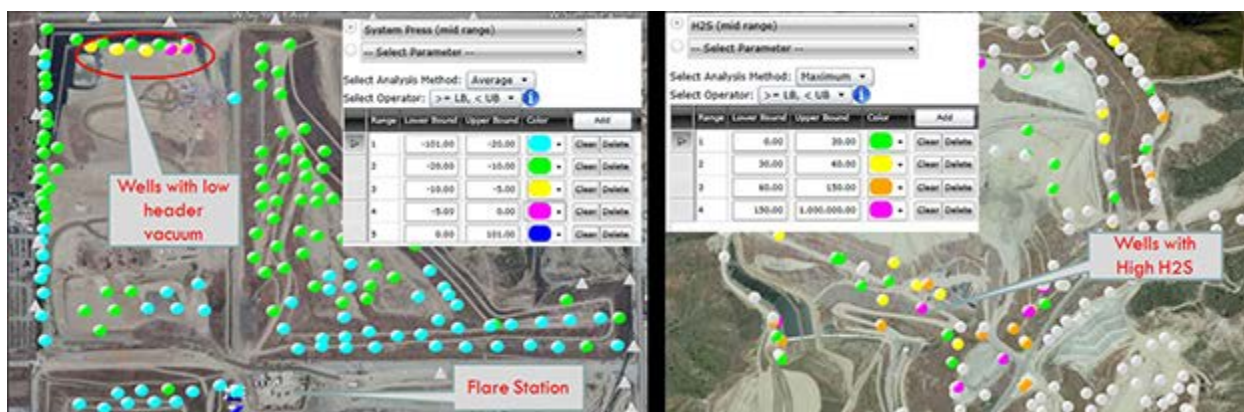 System Press (mid range)
-- Select Parameter --
Select Analysis Method: Average
Select Operator: >= LB, < UB
Range Lower Bound Upper Bound Color Add
1 -101.00 -20.00 Clear Delete
2 -20.00 -10.00 Clear Delete
3 -10.00 -5.00 Clear Delete
4 -5.00 0.00 Clear Delete
5 0.00 101.00 Clear Delete
Wells with low
header
vacuum
Flare Station
H2S (mid range)
-- Select Parameter --
Select Analysis Method: Maximum
Select Operator: >= LB, < UB
Range Lower Bound Upper Bound Color Add
1 0.00 30.00 Clear Delete
2 30.00 60.00 Clear Delete
3 60.00 150.00 Clear Delete
4 150.00 1,000,000.00 Clear Delete
Wells with
High H2S